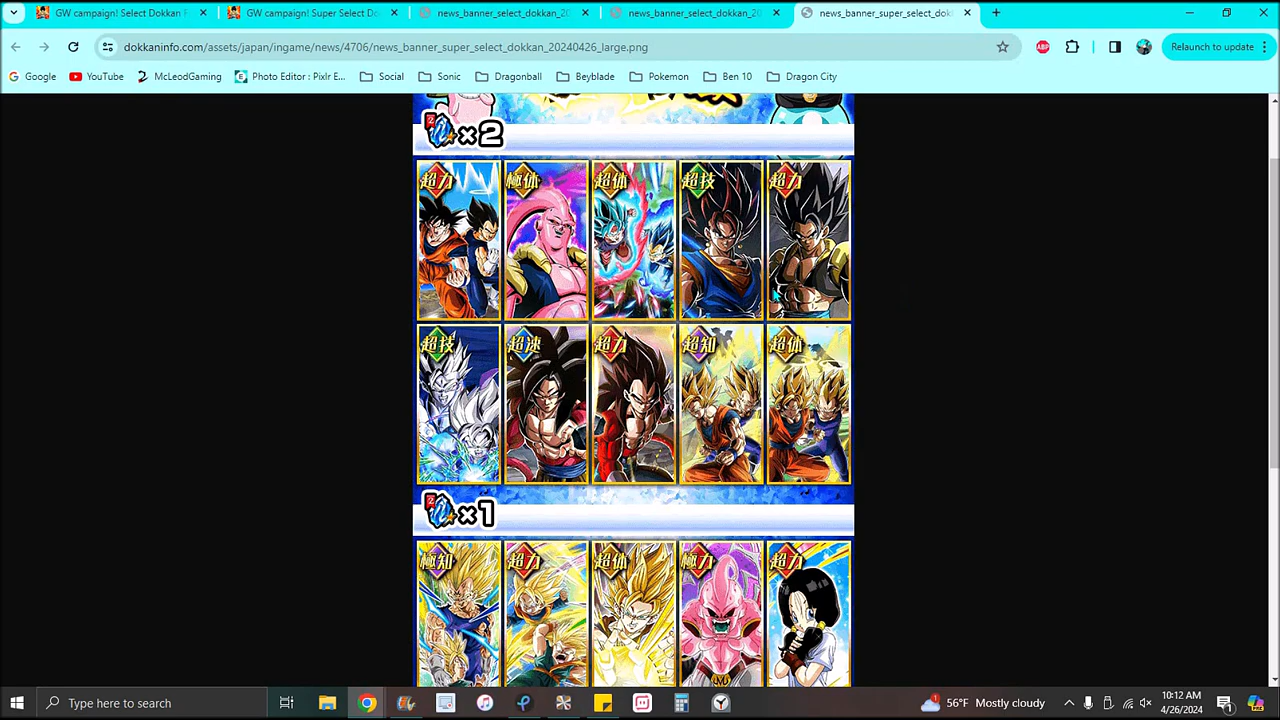 GW campaign! Select Dokkan F
GW campaign! Super Select Do
news_banner_select_dokkan_20
news_banner_select_dokkan_20
news_banner_super_select_dok
dokkaninfo.com/assets/japan/ingame/news/4706/news_banner_super_select_dokkan_20240426_large.png
ABP
Relaunch to update
Google
YouTube
McLeodGaming
Photo Editor : Pixlr E...
Social
Sonic
Dragonball
Beyblade
Pokemon
Ben 10
Dragon City
2 ×2
超力 極体 超体 超技 超力
超技 超速 超力 超知 超体
2 ×1
極知 超力 超体 極力 超力
Type here to search
56°F Mostly cloudy
10:12 AM
4/26/2024